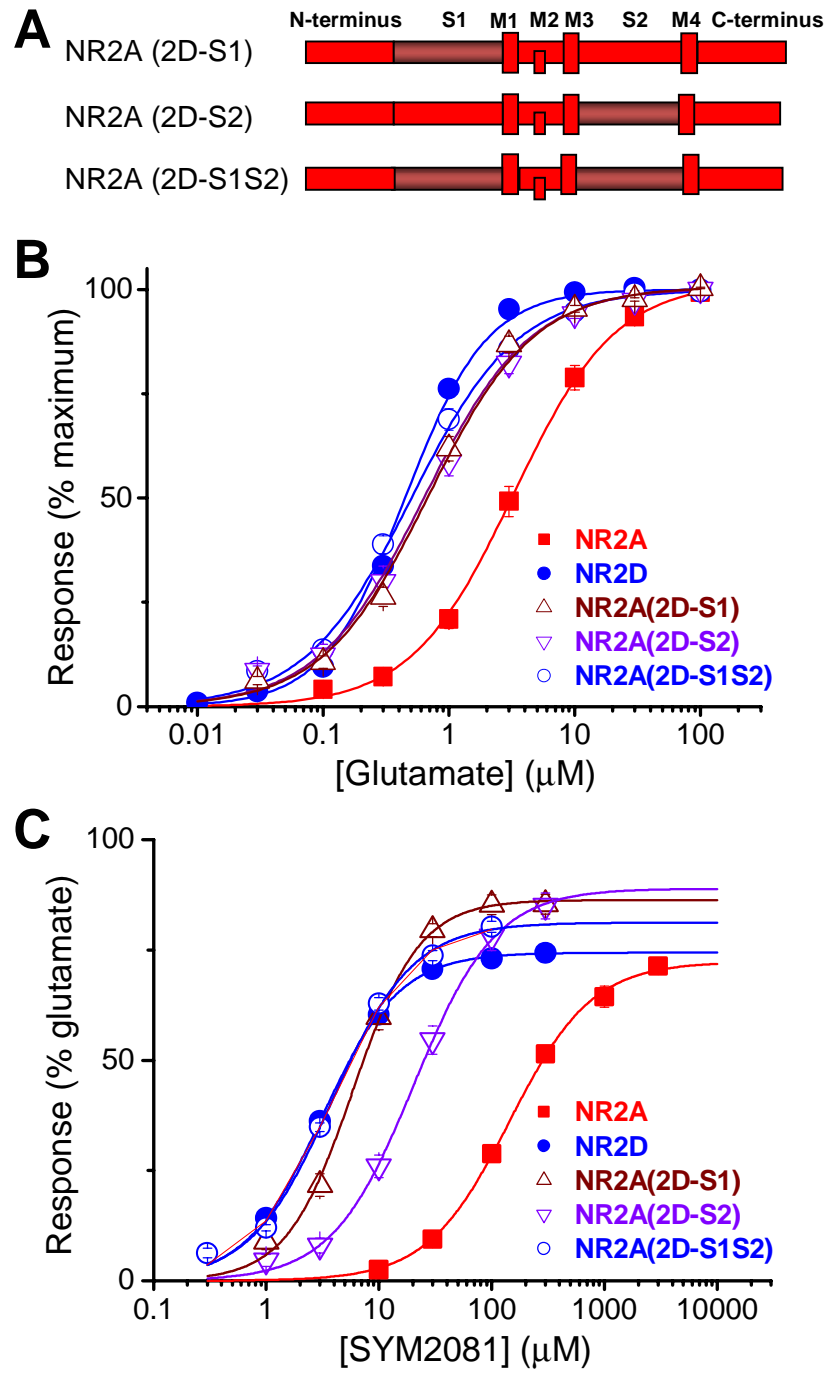 A
N-terminus S1 M1 M2 M3 S2 M4 C-terminus
NR2A (2D-S1)
NR2A (2D-S2)
NR2A (2D-S1S2)
B
Response (% maximum)
100
50
0
0.01 0.1 1 10 100
[Glutamate] (μM)
NR2A
NR2D
NR2A(2D-S1)
NR2A(2D-S2)
NR2A(2D-S1S2)
C
Response (% glutamate)
100
50
0
0.1 1 10 100 1000 10000
[SYM2081] (μM)
NR2A
NR2D
NR2A(2D-S1)
NR2A(2D-S2)
NR2A(2D-S1S2)